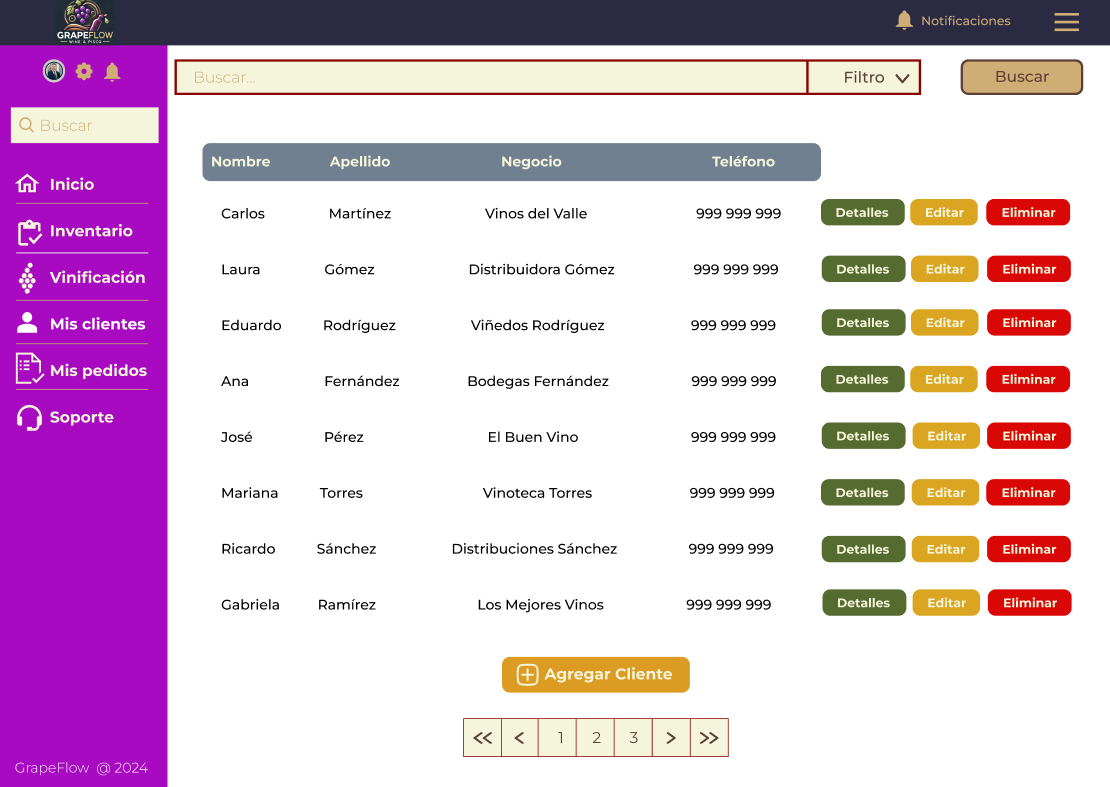 GRAPEFLOW
WINE & PISCO
Notificaciones
Buscar...
Filtro
Buscar
Buscar
Inicio
Inventario
Vinificación
Mis clientes
Mis pedidos
Soporte
GrapeFlow @ 2024
Nombre Apellido Negocio Teléfono
Carlos Martínez Vinos del Valle 999 999 999 Detalles Editar Eliminar
Laura Gómez Distribuidora Gómez 999 999 999 Detalles Editar Eliminar
Eduardo Rodríguez Viñedos Rodríguez 999 999 999 Detalles Editar Eliminar
Ana Fernández Bodegas Fernández 999 999 999 Detalles Editar Eliminar
José Pérez El Buen Vino 999 999 999 Detalles Editar Eliminar
Mariana Torres Vinoteca Torres 999 999 999 Detalles Editar Eliminar
Ricardo Sánchez Distribuciones Sánchez 999 999 999 Detalles Editar Eliminar
Gabriela Ramírez Los Mejores Vinos 999 999 999 Detalles Editar Eliminar
Agregar Cliente
<< < 1 2 3 > >>